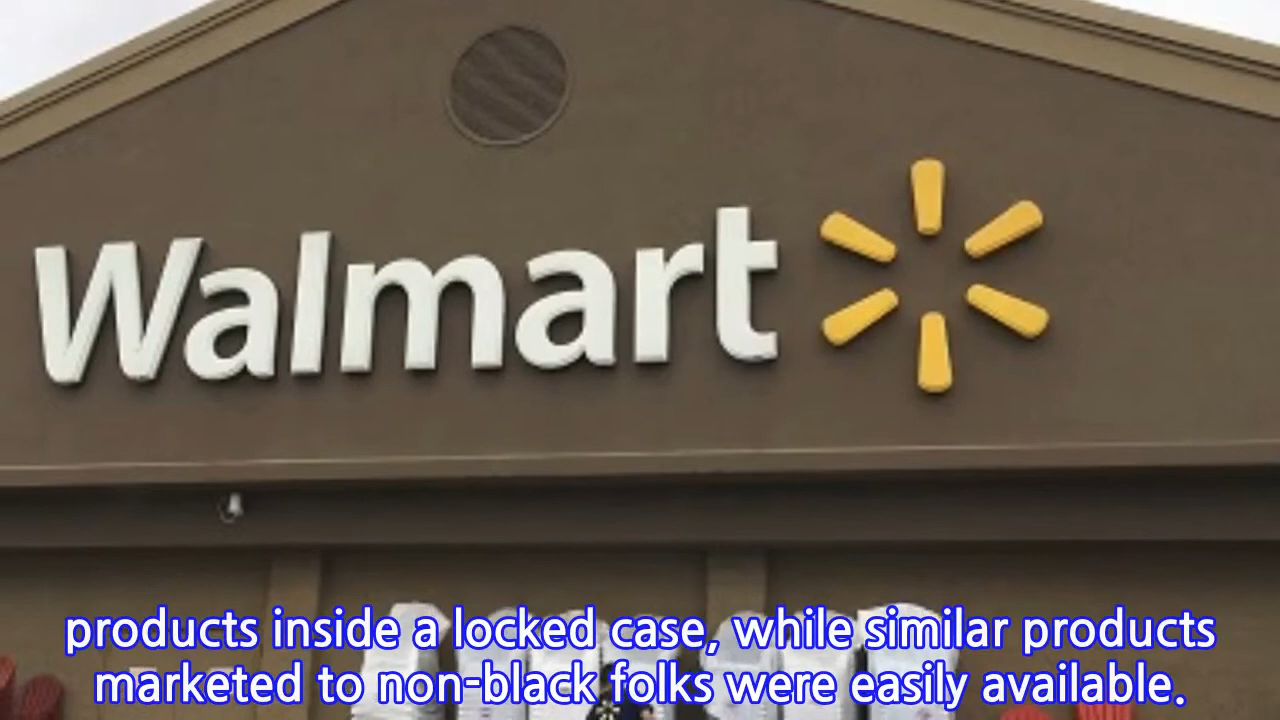 Walmart
products inside a locked case, while similar products
marketed to non-black folks were easily available.